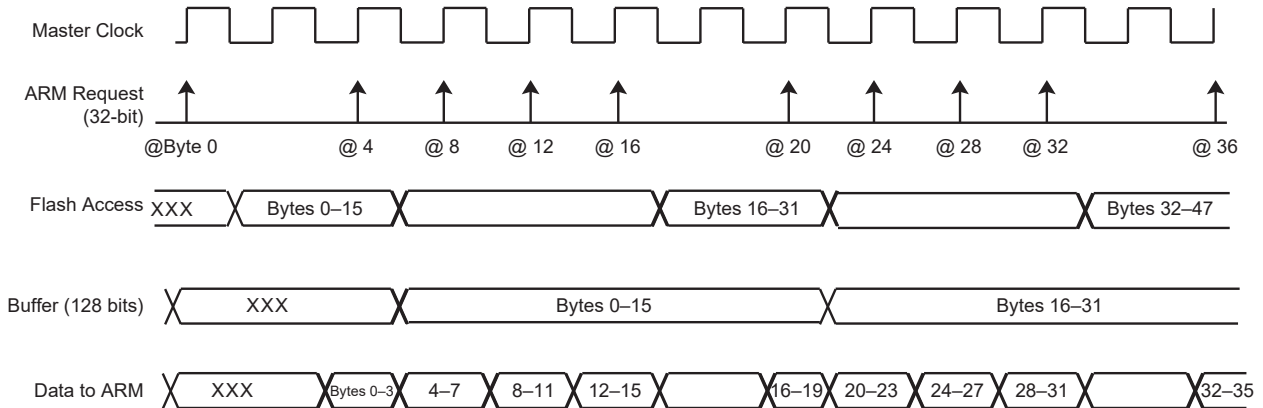 Master Clock
ARM Request
(32-bit)
@Byte 0 @ 4 @ 8 @ 12 @ 16 @ 20 @ 24 @ 28 @ 32 @ 36
Flash Access XXX Bytes 0–15 Bytes 16–31 Bytes 32–47
Buffer (128 bits) XXX Bytes 0–15 Bytes 16–31
Data to ARM XXX Bytes 0–3 4–7 8–11 12–15 16–19 20–23 24–27 28–31 32–35